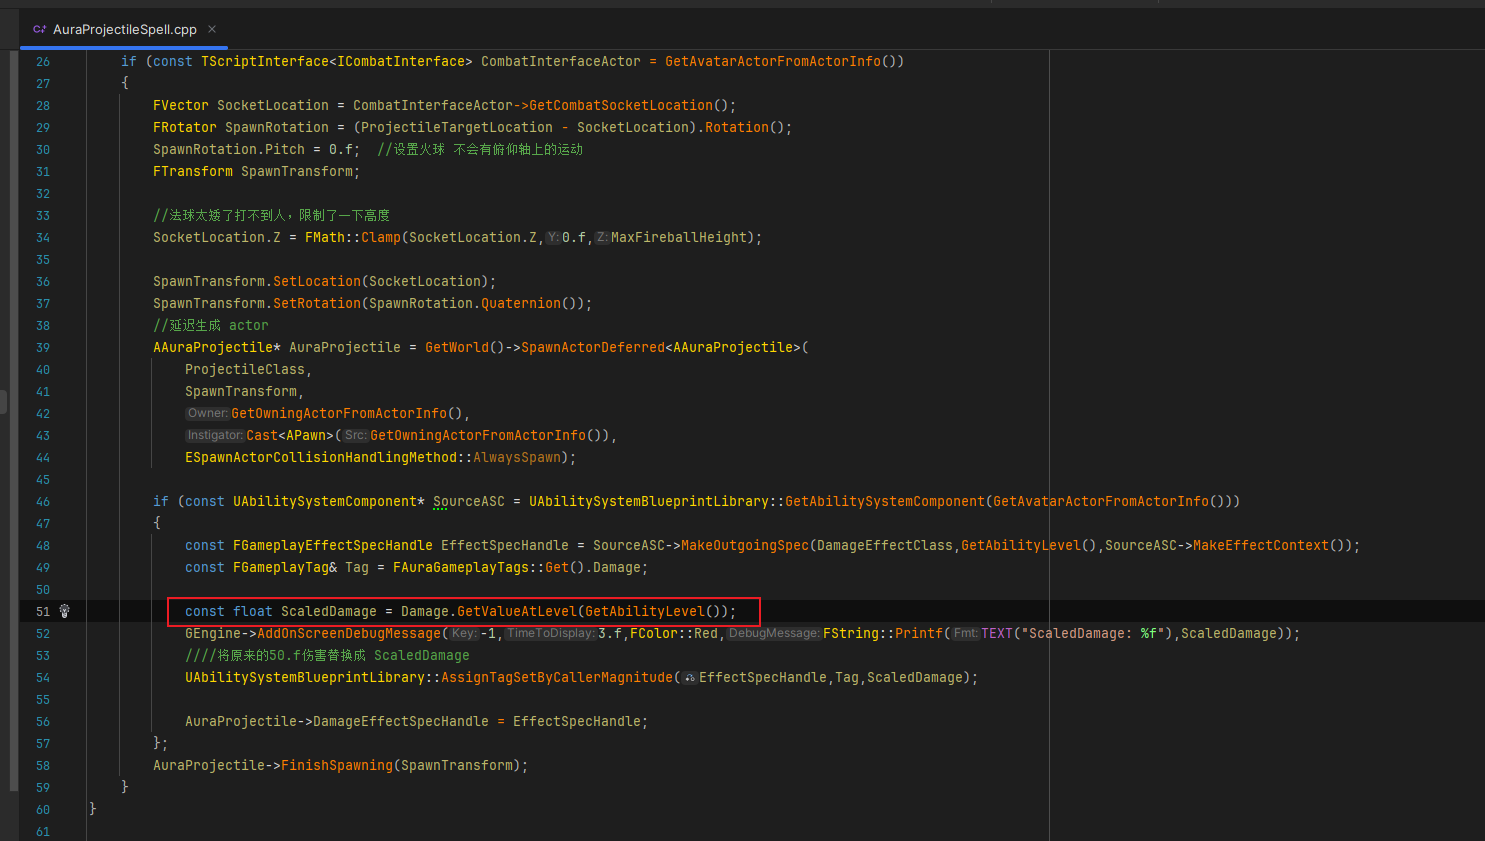 C++ AuraProjectileSpell.cpp ×
26 if (const TScriptInterface<ICombatInterface> CombatInterfaceActor = GetAvatarActorFromActorInfo())
27 {
28 FVector SocketLocation = CombatInterfaceActor->GetCombatSocketLocation();
29 FRotator SpawnRotation = (ProjectileTargetLocation - SocketLocation).Rotation();
30 SpawnRotation.Pitch = 0.f; //设置火球 不会有俯仰轴上的运动
31 FTransform SpawnTransform;
32
33 //法球太矮了打不到人，限制了一下高度
34 SocketLocation.Z = FMath::Clamp(SocketLocation.Z, Y: 0.f, Z: MaxFireballHeight);
35
36 SpawnTransform.SetLocation(SocketLocation);
37 SpawnTransform.SetRotation(SpawnRotation.Quaternion());
38 //延迟生成 actor
39 AAuraProjectile* AuraProjectile = GetWorld()->SpawnActorDeferred<AAuraProjectile>(
40 ProjectileClass,
41 SpawnTransform,
42 Owner: GetOwningActorFromActorInfo(),
43 Instigator: Cast<APawn>( Src: GetOwningActorFromActorInfo()),
44 ESpawnActorCollisionHandlingMethod::AlwaysSpawn);
45
46 if (const UAbilitySystemComponent* SourceASC = UAbilitySystemBlueprintLibrary::GetAbilitySystemComponent(GetAvatarActorFromActorInfo()))
47 {
48 const FGameplayEffectSpecHandle EffectSpecHandle = SourceASC->MakeOutgoingSpec(DamageEffectClass,GetAbilityLevel(),SourceASC->MakeEffectContext());
49 const FGameplayTag& Tag = FAuraGameplayTags::Get().Damage;
50
51 const float ScaledDamage = Damage.GetValueAtLevel(GetAbilityLevel());
52 GEngine->AddOnScreenDebugMessage( Key: -1, TimeToDisplay: 3.f,FColor::Red, DebugMessage: FString::Printf( Fmt: TEXT("ScaledDamage: %f"),ScaledDamage));
53 ////将原来的50.f伤害替换成 ScaledDamage
54 UAbilitySystemBlueprintLibrary::AssignTagSetByCallerMagnitude( EffectSpecHandle,Tag,ScaledDamage);
55
56 AuraProjectile->DamageEffectSpecHandle = EffectSpecHandle;
57 };
58 AuraProjectile->FinishSpawning(SpawnTransform);
59 }
60 }
61